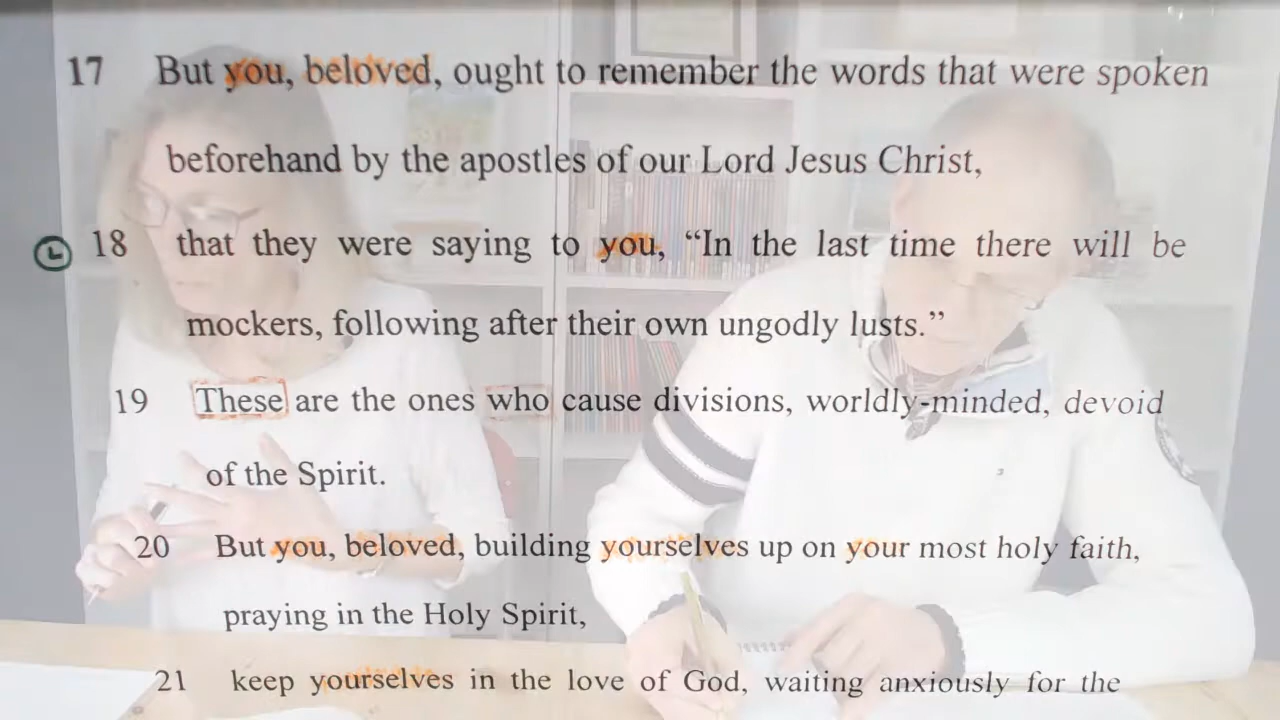 17 But you, beloved, ought to remember the words that were spoken
beforehand by the apostles of our Lord Jesus Christ,
18 that they were saying to you, “In the last time there will be
mockers, following after their own ungodly lusts.”
19 These are the ones who cause divisions, worldly-minded, devoid
of the Spirit.
20 But you, beloved, building yourselves up on your most holy faith,
praying in the Holy Spirit,
21 keep yourselves in the love of God, waiting anxiously for the